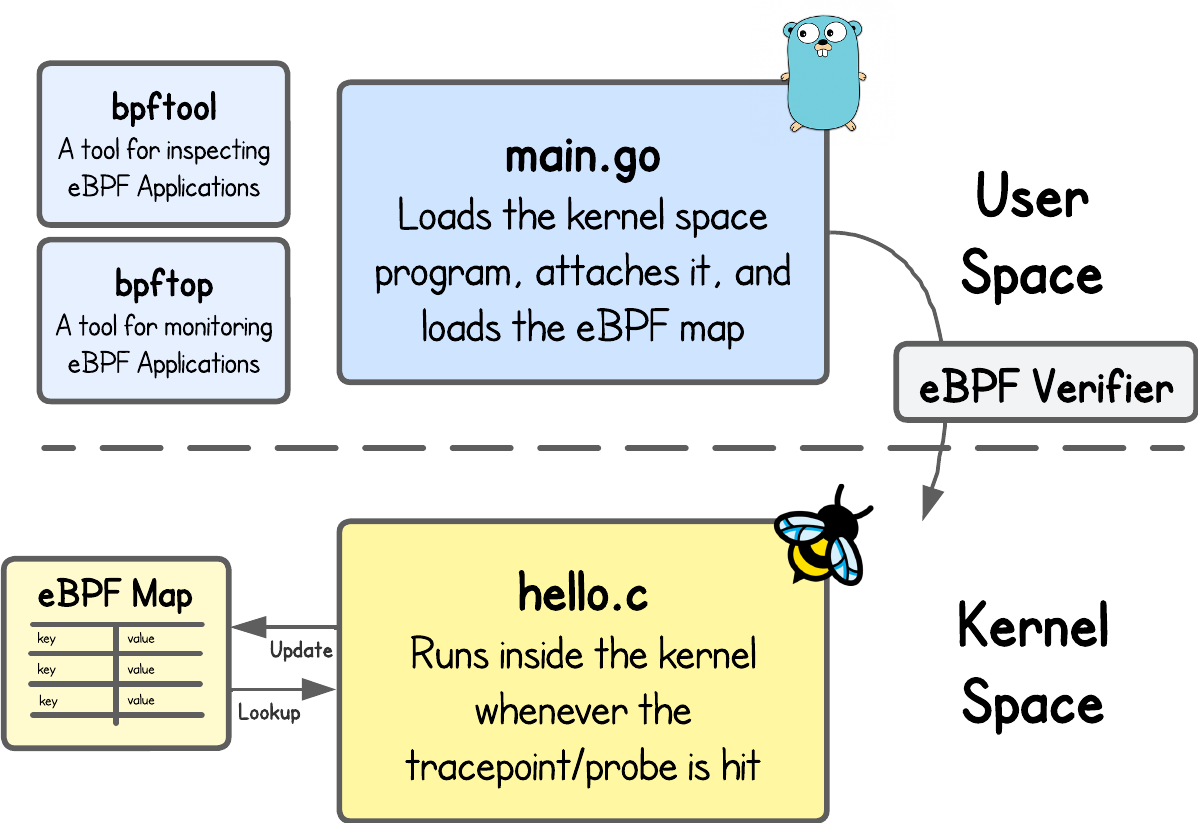 bpftool
A tool for inspecting
eBPF Applications
bpftop
A tool for monitoring
eBPF Applications
main.go
Loads the kernel space
program, attaches it, and
loads the eBPF map
User
Space
eBPF Verifier
eBPF Map
key value
key value
key value
Update
Lookup
hello.c
Runs inside the kernel
whenever the
tracepoint/probe is hit
Kernel
Space